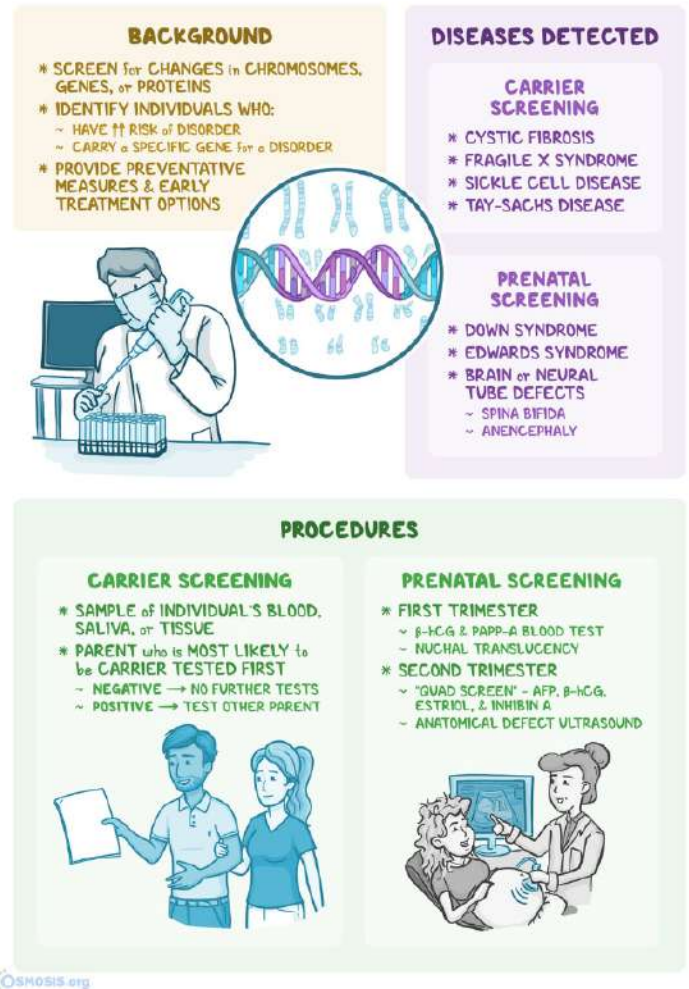 BACKGROUND
* SCREEN for CHANGES in CHROMOSOMES,
GENES, or PROTEINS
* IDENTIFY INDIVIDUALS WHO:
~ HAVE ↑↑ RISK of DISORDER
~ CARRY a SPECIFIC GENE for a DISORDER
* PROVIDE PREVENTATIVE
MEASURES & EARLY
TREATMENT OPTIONS
DISEASES DETECTED
CARRIER
SCREENING
* CYSTIC FIBROSIS
* FRAGILE X SYNDROME
* SICKLE CELL DISEASE
* TAY-SACHS DISEASE
PRENATAL
SCREENING
* DOWN SYNDROME
* EDWARDS SYNDROME
* BRAIN or NEURAL
TUBE DEFECTS
~ SPINA BIFIDA
~ ANENCEPHALY
PROCEDURES
CARRIER SCREENING
* SAMPLE of INDIVIDUAL'S BLOOD,
SALIVA, or TISSUE
* PARENT who is MOST LIKELY to
be CARRIER TESTED FIRST
~ NEGATIVE → NO FURTHER TESTS
~ POSITIVE → TEST OTHER PARENT
PRENATAL SCREENING
* FIRST TRIMESTER
~ β-hCG & PAPP-A BLOOD TEST
~ NUCHAL TRANSLUCENCY
* SECOND TRIMESTER
~ "QUAD SCREEN" - AFP, β-hCG,
ESTRIOL, & INHIBIN A
~ ANATOMICAL DEFECT ULTRASOUND
OSMOSIS.org